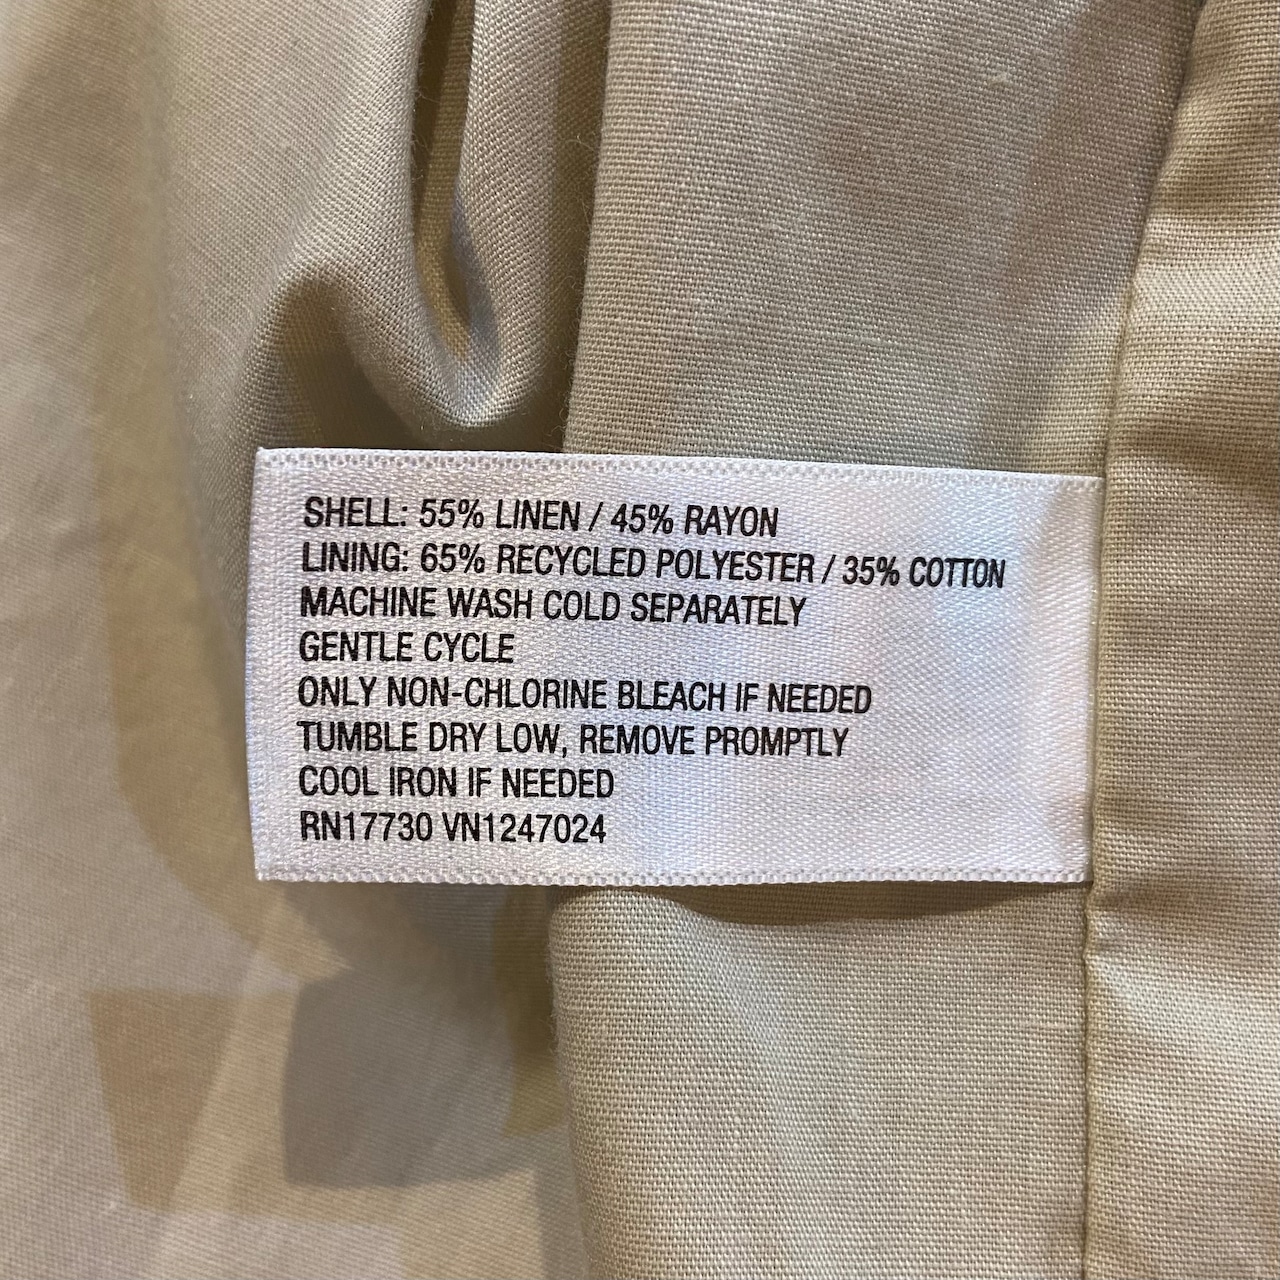 SHELL: 55% LINEN / 45% RAYON
LINING: 65% RECYCLED POLYESTER / 35% COTTON
MACHINE WASH COLD SEPARATELY
GENTLE CYCLE
ONLY NON-CHLORINE BLEACH IF NEEDED
TUMBLE DRY LOW, REMOVE PROMPTLY
COOL IRON IF NEEDED
RN17730 VN1247024